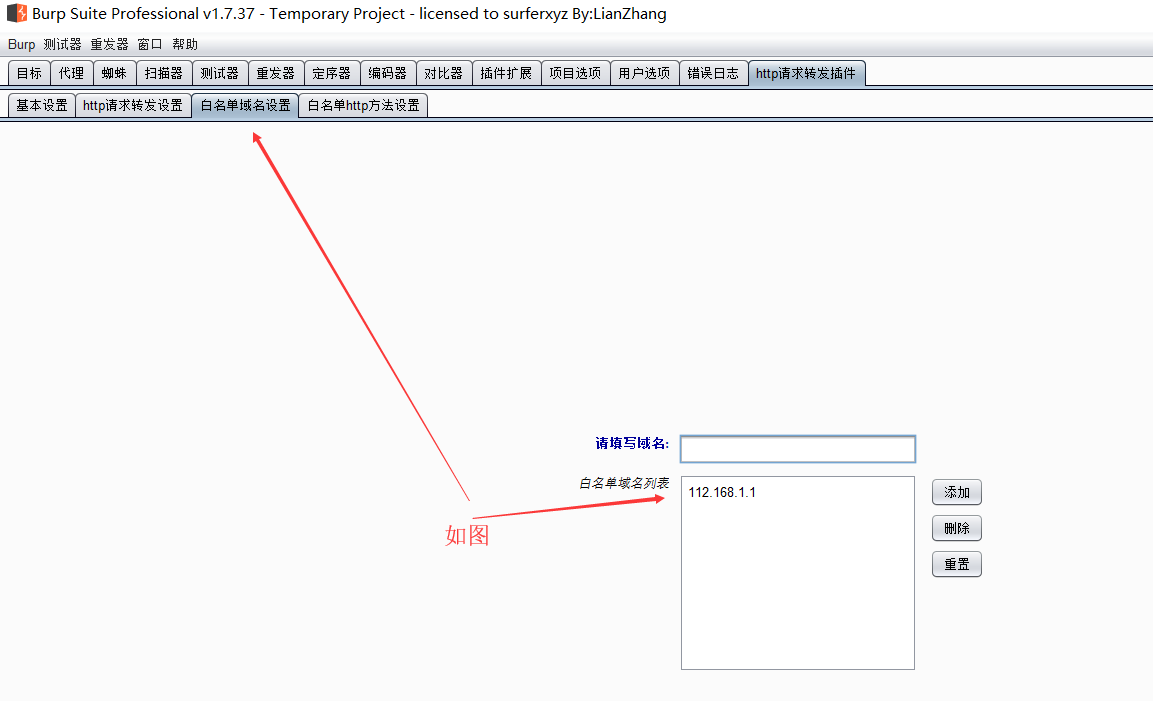 Burp Suite Professional v1.7.37 - Temporary Project - licensed to surferxyz By:LianZhang
Burp 测试器 重发器 窗口 帮助
目标 代理 蜘蛛 扫描器 测试器 重发器 定序器 编码器 对比器 插件扩展 项目选项 用户选项 错误日志 http请求转发插件
基本设置 http请求转发设置 白名单域名设置 白名单http方法设置
请填写域名:
白名单域名列表
112.168.1.1
添加
删除
重置
如图